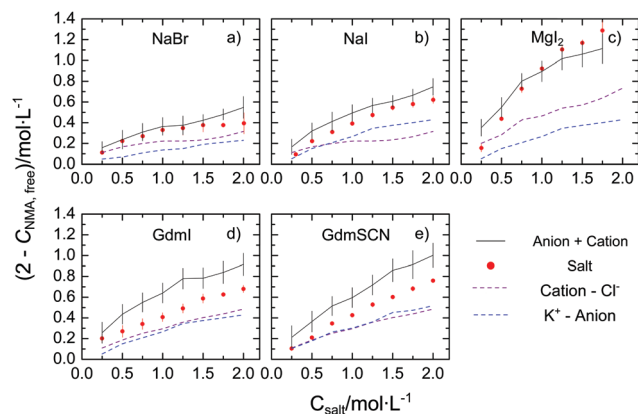 (2 - C_NMA, free)/mol·L⁻¹
NaBr a)
1.4
1.2
1.0
0.8
0.6
0.4
0.2
0.0
0.0 0.5 1.0 1.5 2.0
NaI b)
0.0 0.5 1.0 1.5 2.0
MgI₂ c)
0.0 0.5 1.0 1.5 2.0
GdmI d)
1.4
1.2
1.0
0.8
0.6
0.4
0.2
0.0
0.0 0.5 1.0 1.5 2.0
GdmSCN e)
0.0 0.5 1.0 1.5 2.0
Anion + Cation
Salt
Cation - Cl⁻
K⁺ - Anion
C_salt/mol·L⁻¹